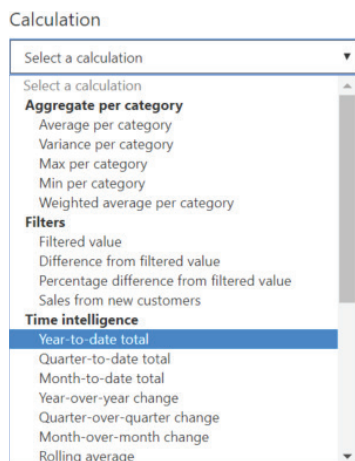 Calculation
Select a calculation
Select a calculation
Aggregate per category
Average per category
Variance per category
Max per category
Min per category
Weighted average per category
Filters
Filtered value
Difference from filtered value
Percentage difference from filtered value
Sales from new customers
Time intelligence
Year-to-date total
Quarter-to-date total
Month-to-date total
Year-over-year change
Quarter-over-quarter change
Month-over-month change
Rolling average